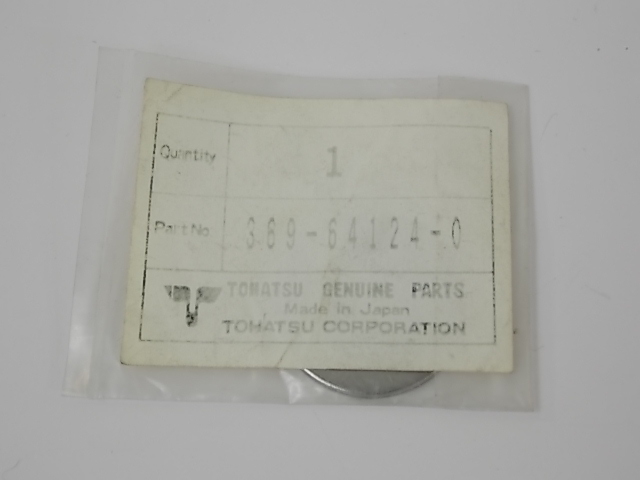 Quantity 1
Part No 369-64124-0
TOHATSU GENUINE PARTS
Made in Japan
TOHATSU CORPORATION